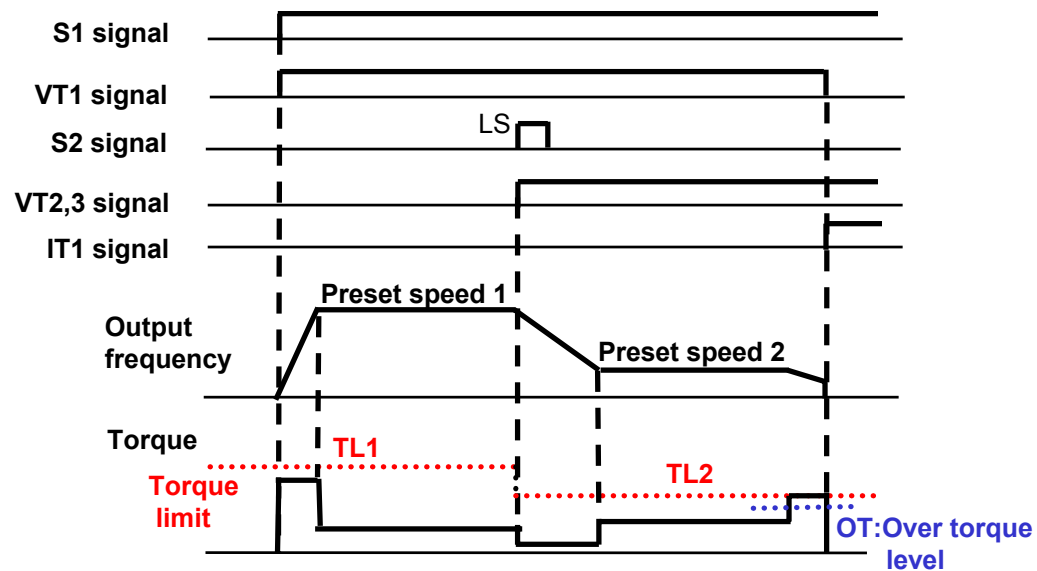 S1 signal
VT1 signal
LS
S2 signal
VT2,3 signal
IT1 signal
Preset speed 1
Output
frequency
Preset speed 2
Torque
TL1
TL2
Torque
limit
OT:Over torque
level